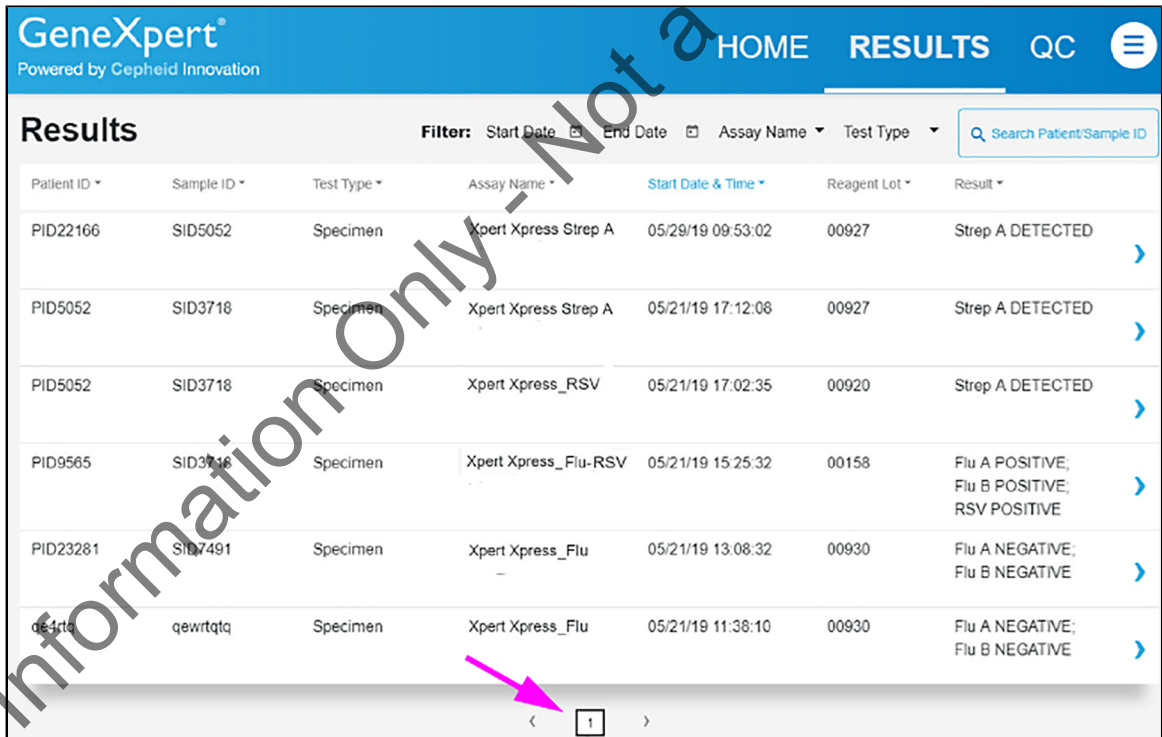 GeneXpert®
Powered by Cepheid Innovation
HOME RESULTS QC
Results
Filter: Start Date End Date Assay Name Test Type Search Patient/Sample ID
Patient ID Sample ID Test Type Assay Name Start Date & Time Reagent Lot Result
PID22166 SID5052 Specimen Xpert Xpress Strep A 05/29/19 09:53:02 00927 Strep A DETECTED
PID5052 SID3718 Specimen Xpert Xpress Strep A 05/21/19 17:12:08 00927 Strep A DETECTED
PID5052 SID3718 Specimen Xpert Xpress_RSV 05/21/19 17:02:35 00920 Strep A DETECTED
PID9565 SID3718 Specimen Xpert Xpress_Flu-RSV 05/21/19 15:25:32 00158 Flu A POSITIVE;
Flu B POSITIVE;
RSV POSITIVE
PID23281 SID7491 Specimen Xpert Xpress_Flu 05/21/19 13:08:32 00930 Flu A NEGATIVE;
Flu B NEGATIVE
qe4rtq qewrtqtq Specimen Xpert Xpress_Flu 05/21/19 11:38:10 00930 Flu A NEGATIVE;
Flu B NEGATIVE
< 1 >
nformation Only - Not a